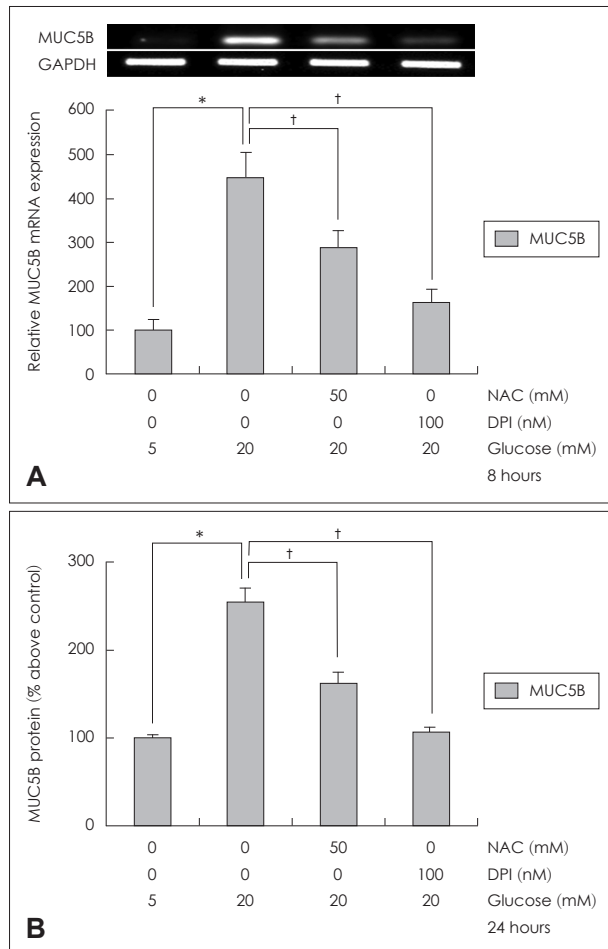 MUC5B
GAPDH
600
500
400
300
200
100
0
Relative MUC5B mRNA expression
*
†
†
MUC5B
0 0 50 0 NAC (mM)
0 0 0 100 DPI (nM)
5 20 20 20 Glucose (mM)
8 hours
A
300
200
100
0
MUC5B protein (% above control)
*
†
†
MUC5B
0 0 50 0 NAC (mM)
0 0 0 100 DPI (nM)
5 20 20 20 Glucose (mM)
24 hours
B